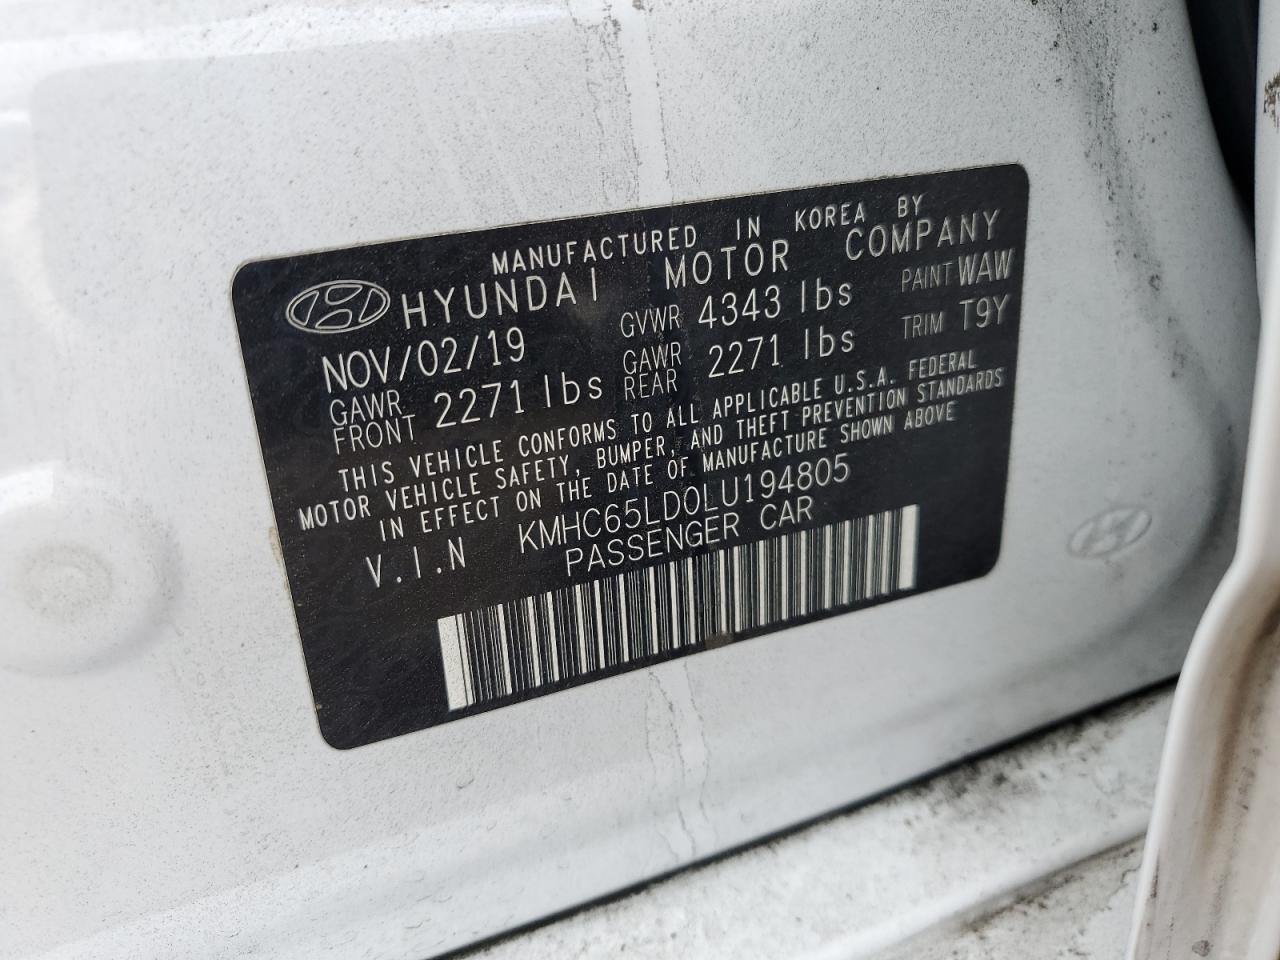 MANUFACTURED IN KOREA BY
HYUNDAI MOTOR COMPANY
NOV/02/19 GVWR 4343 lbs PAINT WAW
GAWR FRONT 2271 lbs GAWR REAR 2271 lbs TRIM T9Y
THIS VEHICLE CONFORMS TO ALL APPLICABLE U.S.A. FEDERAL
MOTOR VEHICLE SAFETY, BUMPER, AND THEFT PREVENTION STANDARDS
IN EFFECT ON THE DATE OF MANUFACTURE SHOWN ABOVE
V.I.N KMHC65LD0LU194805
PASSENGER CAR